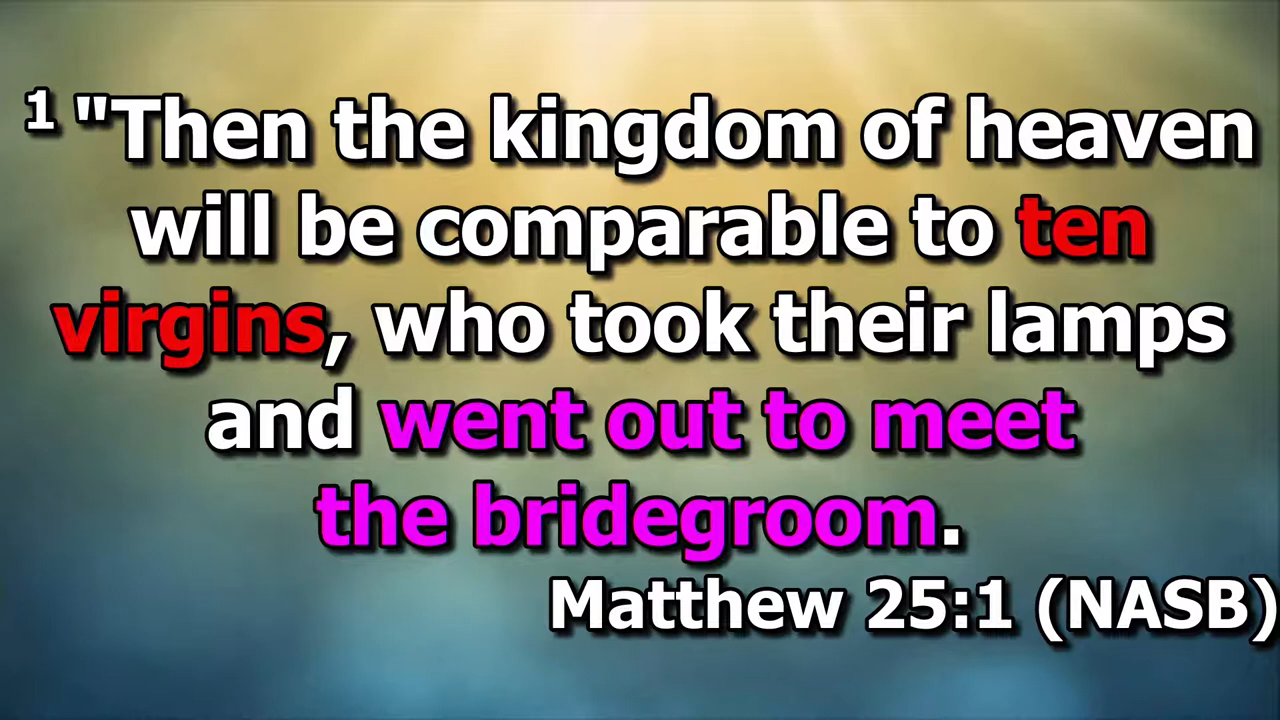 1 "Then the kingdom of heaven
will be comparable to ten
virgins, who took their lamps
and went out to meet
the bridegroom.
Matthew 25:1 (NASB)